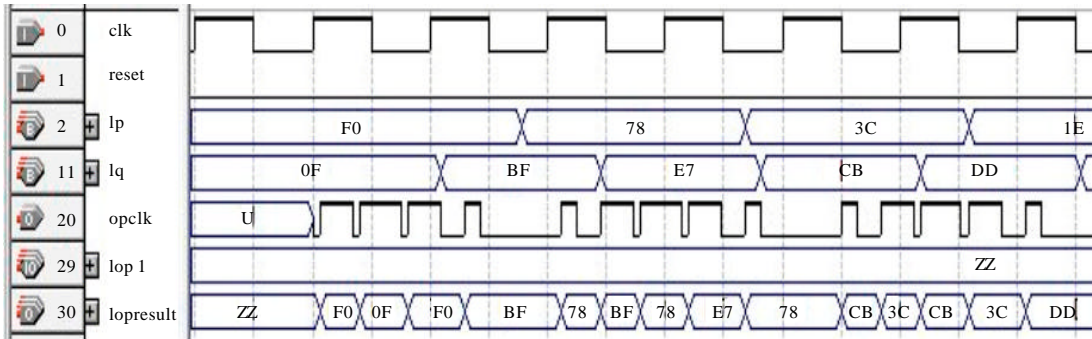 0 clk
1 reset
2 lp F0 78 3C 1E
11 lq 0F BF E7 CB DD
20 opclk U
29 lop 1 ZZ
30 lopresult ZZ F0 0F F0 BF 78 BF 78 E7 78 CB 3C CB 3C DD